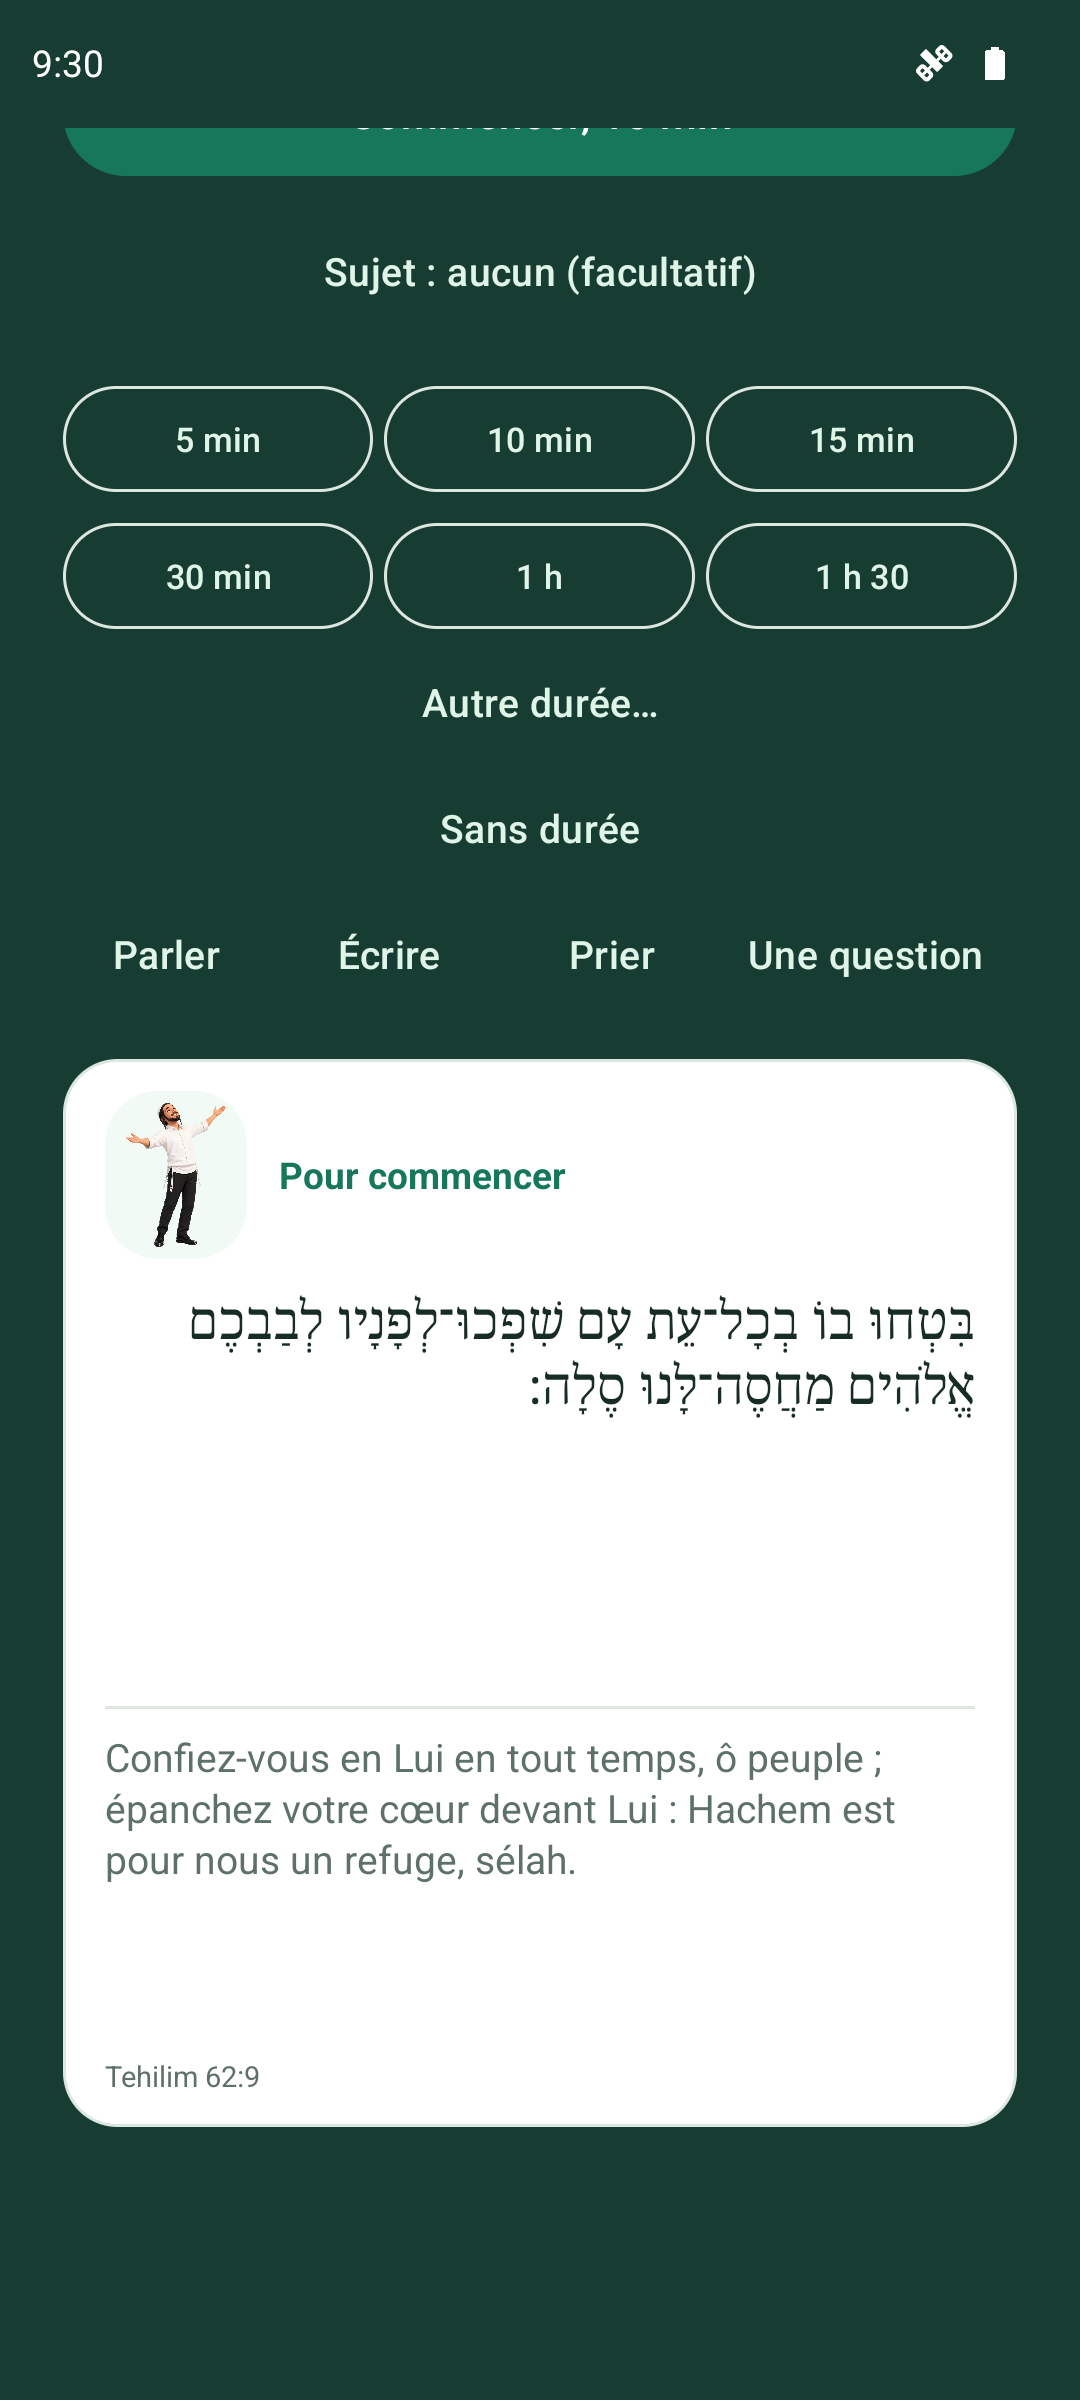 9:30
Sujet : aucun (facultatif)
5 min
10 min
15 min
30 min
1 h
1 h 30
Autre durée…
Sans durée
Parler
Écrire
Prier
Une question
Pour commencer
בִּטְחוּ בוֹ בְכָל־עֵת עָם שִׁפְכוּ־לְפָנָיו לְבַבְכֶם
אֱלֹהִים מַחֲסֶה־לָּנוּ סֶלָה׃
Confiez-vous en Lui en tout temps, ô peuple ;
épanchez votre cœur devant Lui : Hachem est
pour nous un refuge, sélah.
Tehilim 62:9